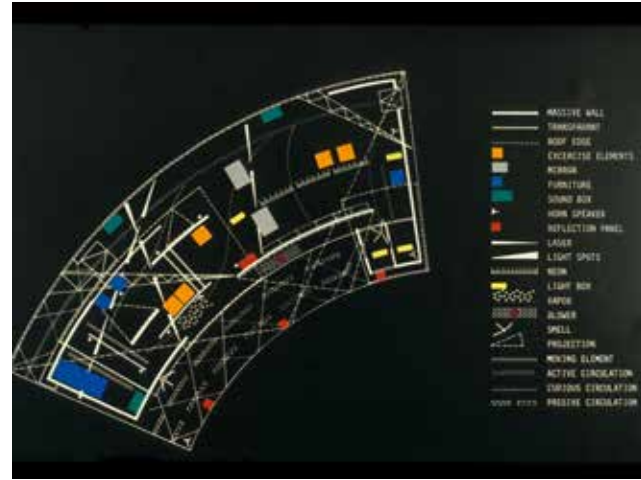 MASSIVE WALL
TRANSPARANT
ROOF EDGE
EXCERCISE ELEMENTS
MIRROR
FURNITURE
SOUND BOX
HORN SPEAKER
REFLECTION PANEL
LASER
LIGHT SPOTS
NEON
LIGHT BOX
VAPOR
BLOWER
SMELL
PROJECTION
MOVING ELEMENT
ACTIVE CIRCULATION
CURIOUS CIRCULATION
PASSIVE CIRCULATION